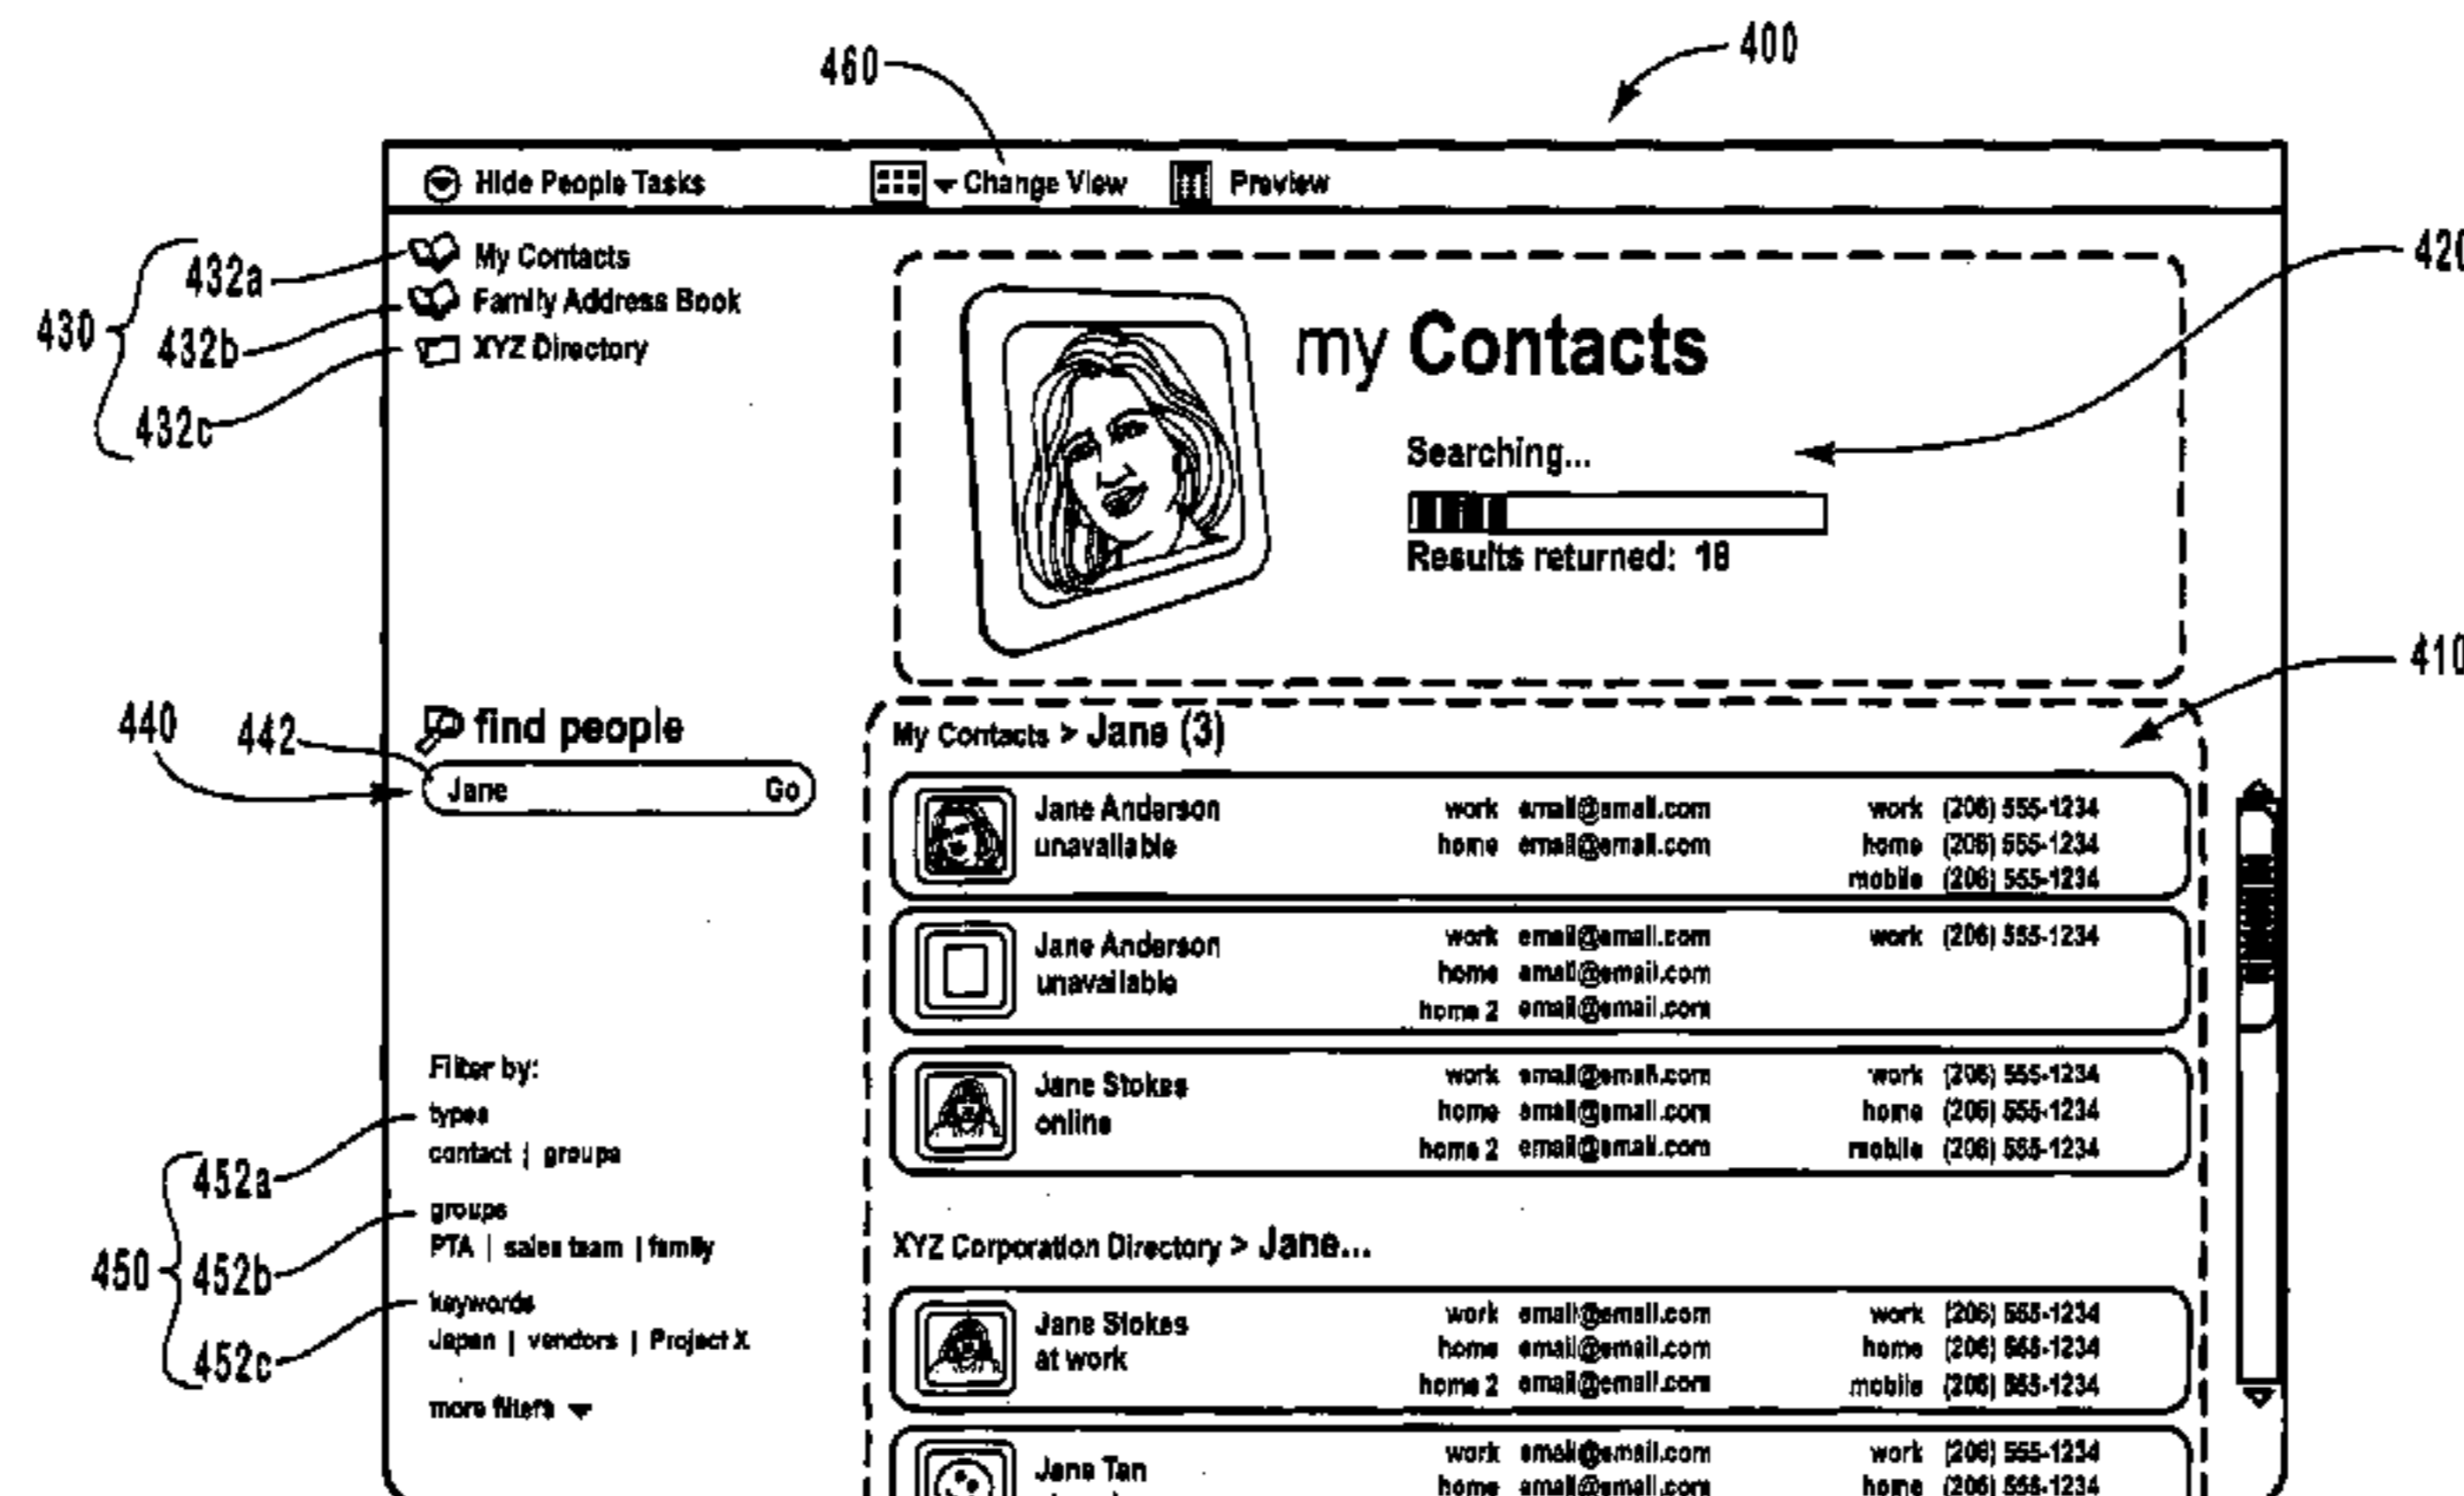 460
400
Hide People Tasks
Change View
Preview
430
432a
432b
432c
My Contacts
Family Address Book
XYZ Directory
420
my Contacts
Searching...
Results returned: 18
410
440
442
find people
Jane Go
My Contacts > Jane (3)
Jane Anderson
unavailable
work email@email.com
home email@email.com
work (206) 555-1234
home (206) 555-1234
mobile (206) 555-1234
Jane Anderson
unavailable
work email@email.com
home email@email.com
home 2 email@email.com
work (206) 555-1234
Jane Stokes
online
work email@email.com
home email@email.com
home 2 email@email.com
work (206) 555-1234
home (206) 555-1234
mobile (206) 555-1234
450
452a
452b
452c
Filter by:
types
contact | groups
groups
PTA | sales team | family
keywords
Japan | vendors | Project X
more filters
XYZ Corporation Directory > Jane...
Jane Stokes
at work
work email@email.com
home email@email.com
home 2 email@email.com
work (206) 555-1234
home (206) 555-1234
mobile (206) 555-1234
Jane Tan
work email@email.com
home email@email.com
work (206) 555-1234
home (206) 555-1234